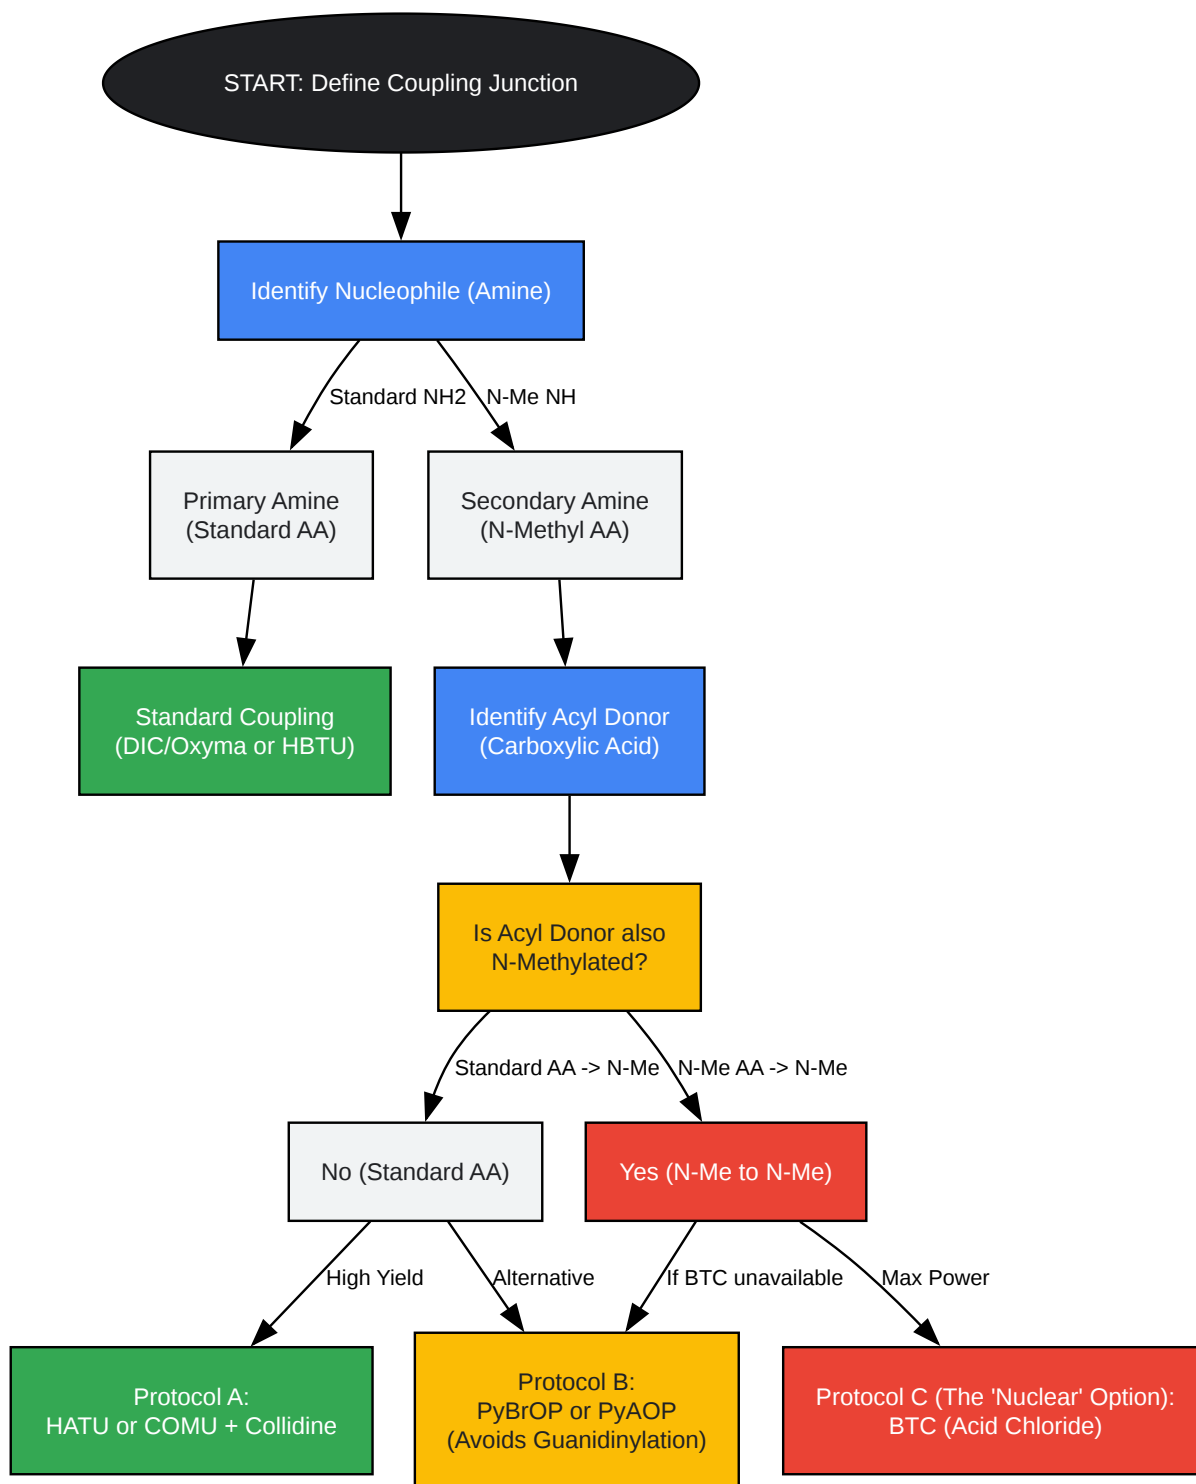 START: Define Coupling Junction
Identify Nucleophile (Amine)
Standard NH2
N-Me NH
Primary Amine
(Standard AA)
Secondary Amine
(N-Methyl AA)
Standard Coupling
(DIC/Oxyma or HBTU)
Identify Acyl Donor
(Carboxylic Acid)
Is Acyl Donor also
N-Methylated?
Standard AA -> N-Me
N-Me AA -> N-Me
No (Standard AA)
Yes (N-Me to N-Me)
High Yield
Alternative
If BTC unavailable
Max Power
Protocol A:
HATU or COMU + Collidine
Protocol B:
PyBrOP or PyAOP
(Avoids Guanidinylation)
Protocol C (The 'Nuclear' Option):
BTC (Acid Chloride)